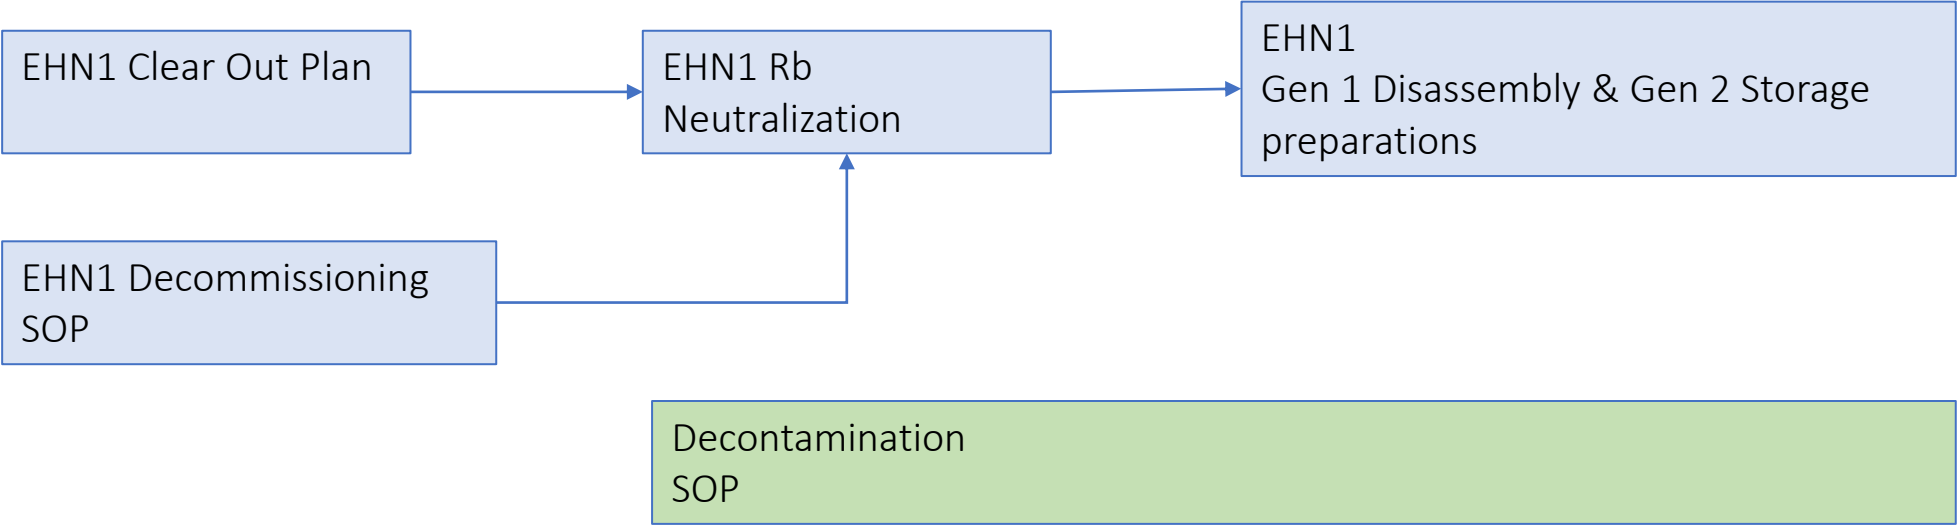 EHN1 Clear Out Plan
EHN1 Rb
Neutralization
EHN1
Gen 1 Disassembly & Gen 2 Storage
preparations
EHN1 Decommissioning
SOP
Decontamination
SOP